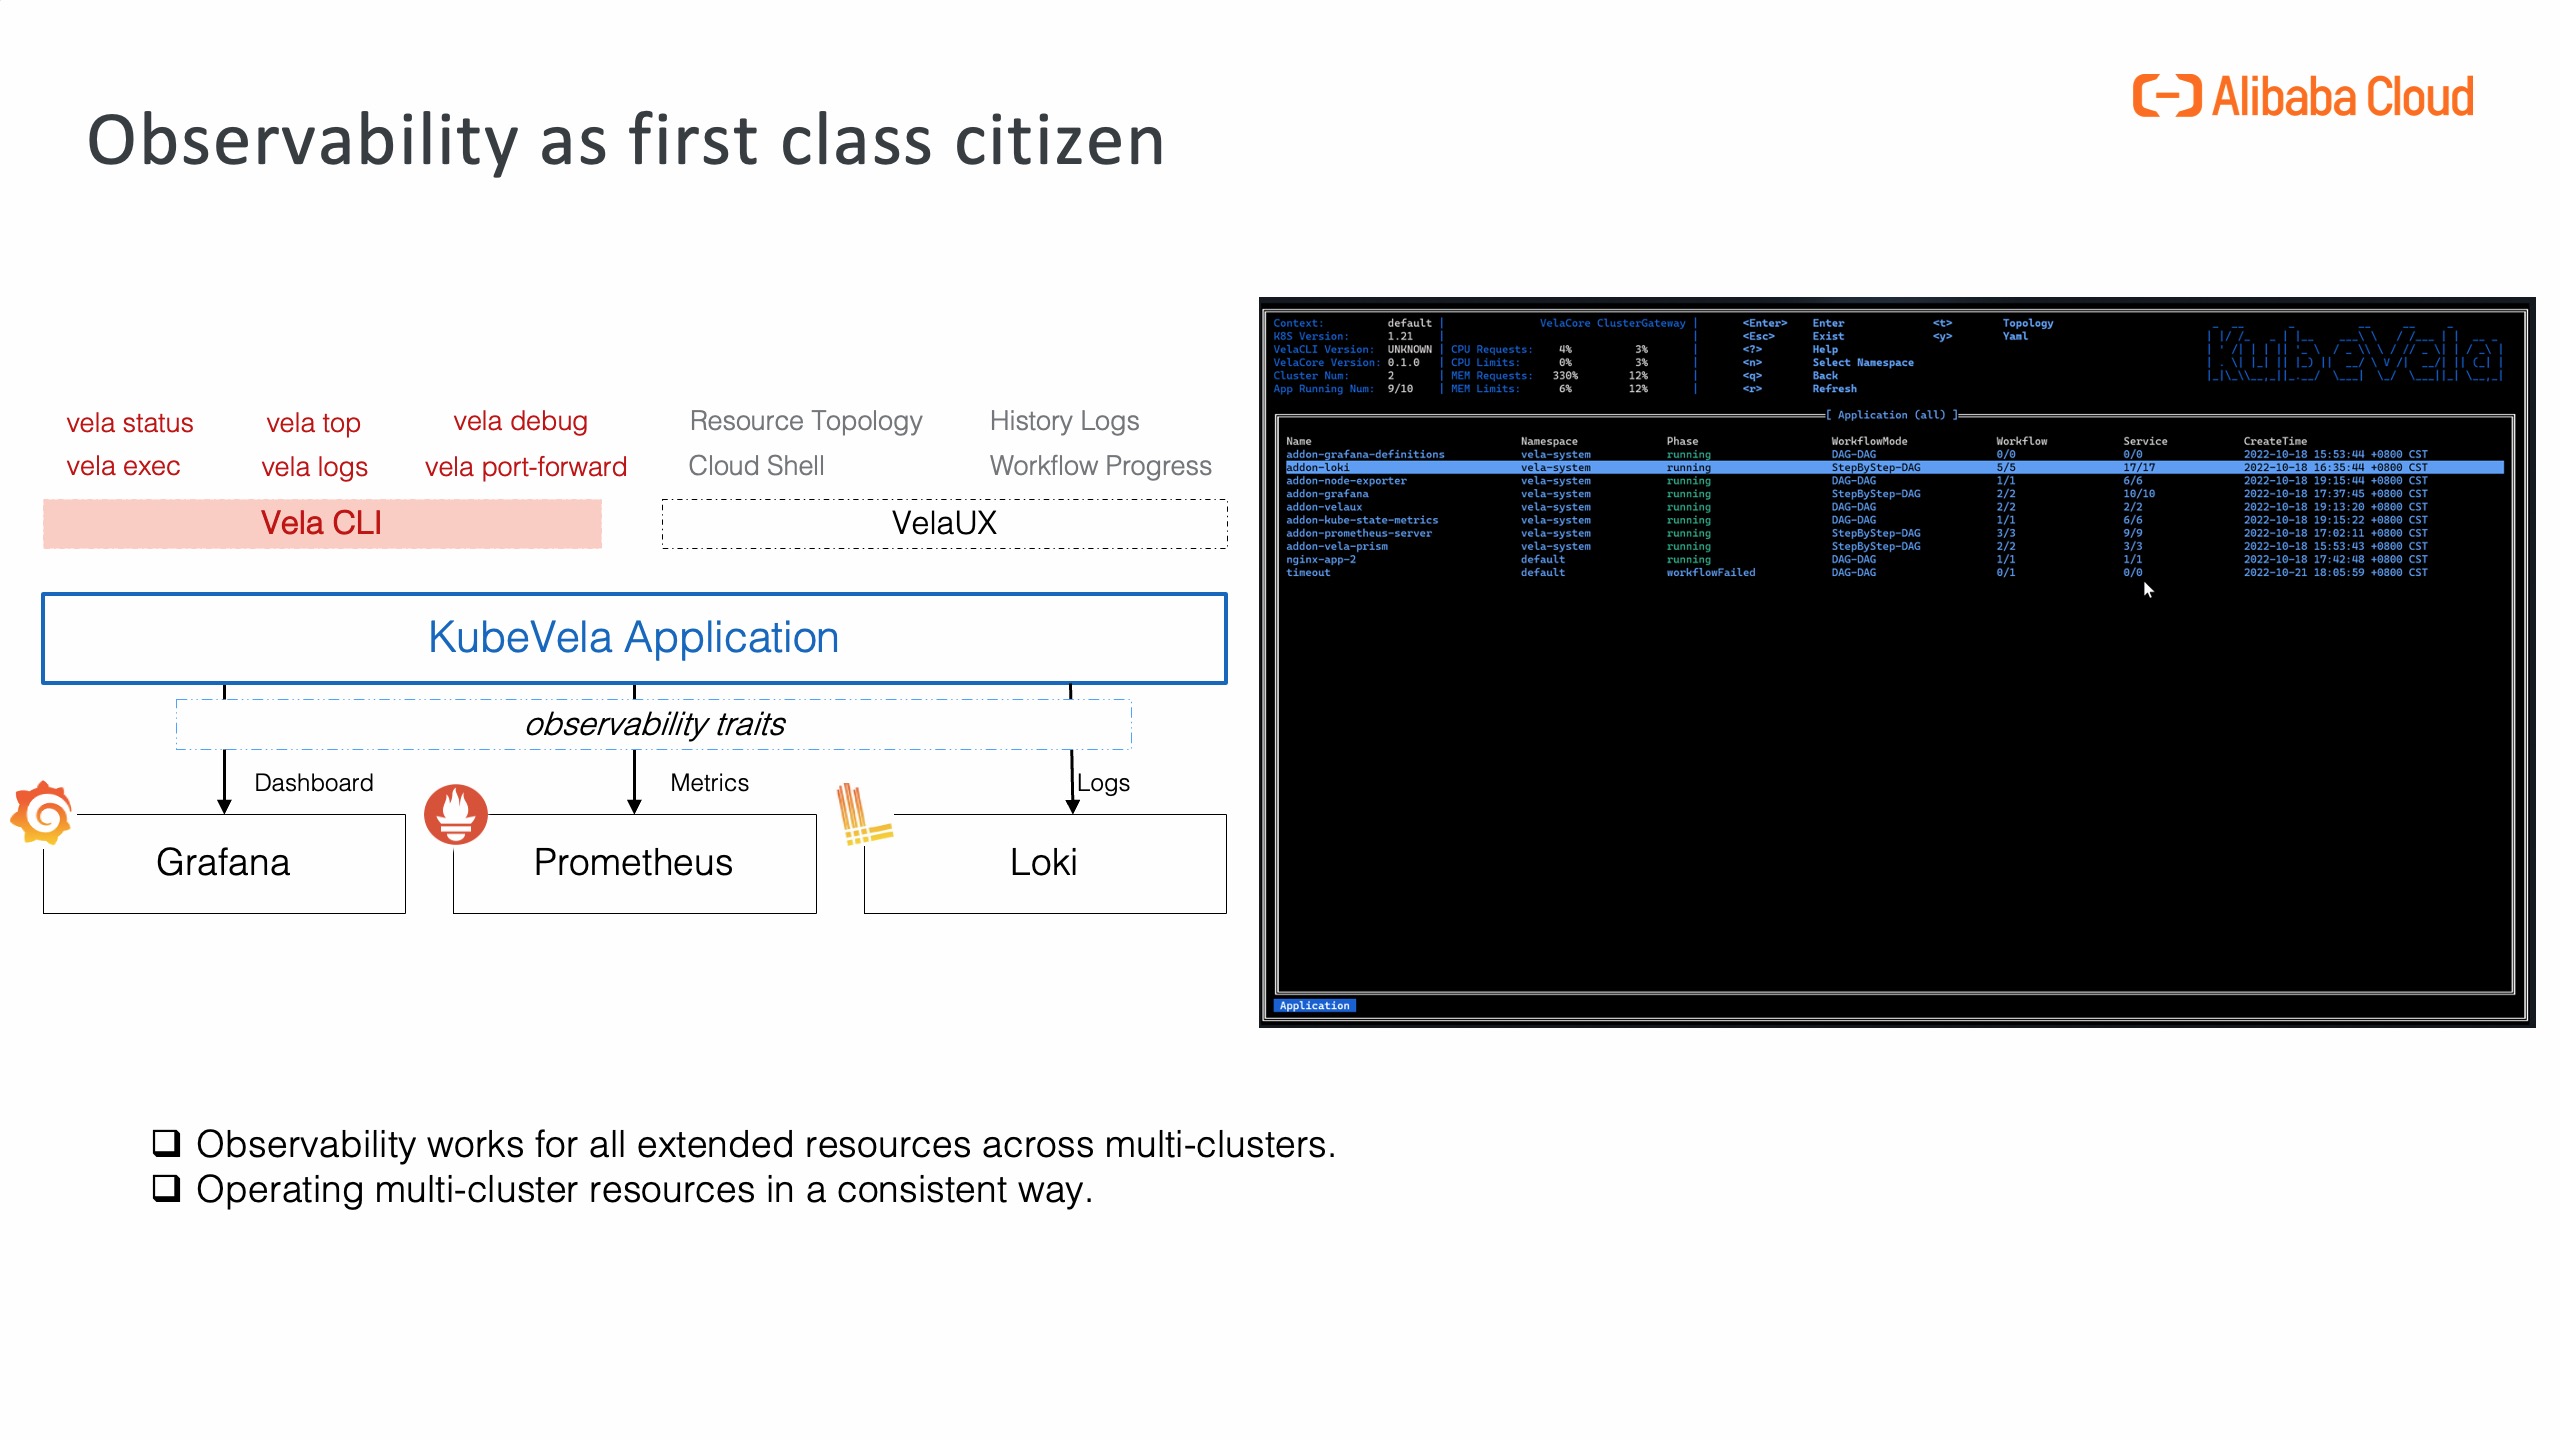 Observability as first class citizen
Alibaba Cloud
vela status vela top vela debug Resource Topology History Logs
vela exec vela logs vela port-forward Cloud Shell Workflow Progress
Vela CLI VelaUX
KubeVela Application
observability traits
Dashboard Metrics Logs
Grafana Prometheus Loki
Context: default | VelaCore ClusterGateway | <Enter> Enter <t> Topology
K8S Version: 1.21 | | <Esc> Exist <y> Yaml
VelaCLI Version: UNKNOWN | CPU Requests: 4% 3% | <?> Help
VelaCore Version: 0.1.0 | CPU Limits: 0% 3% | <n> Select Namespace
Cluster Num: 2 | MEM Requests: 330% 12% | <q> Back
App Running Num: 9/10 | MEM Limits: 6% 12% | <r> Refresh
KubeVela
[ Application (all) ]
Name Namespace Phase WorkflowMode Workflow Service CreateTime
addon-grafana-definitions vela-system running DAG-DAG 0/0 0/0 2022-10-18 15:53:44 +0800 CST
addon-loki vela-system running StepByStep-DAG 5/5 17/17 2022-10-18 16:35:44 +0800 CST
addon-node-exporter vela-system running DAG-DAG 1/1 6/6 2022-10-18 19:15:44 +0800 CST
addon-grafana vela-system running StepByStep-DAG 2/2 10/10 2022-10-18 17:37:45 +0800 CST
addon-velaux vela-system running DAG-DAG 2/2 2/2 2022-10-18 19:13:20 +0800 CST
addon-kube-state-metrics vela-system running DAG-DAG 1/1 6/6 2022-10-18 19:15:22 +0800 CST
addon-prometheus-server vela-system running StepByStep-DAG 3/3 9/9 2022-10-18 17:02:11 +0800 CST
addon-vela-prism vela-system running StepByStep-DAG 2/2 3/3 2022-10-18 15:53:43 +0800 CST
nginx-app-2 default running DAG-DAG 1/1 1/1 2022-10-18 17:42:48 +0800 CST
timeout default workflowFailed DAG-DAG 0/1 0/0 2022-10-21 18:05:59 +0800 CST
Application
Observability works for all extended resources across multi-clusters.
Operating multi-cluster resources in a consistent way.